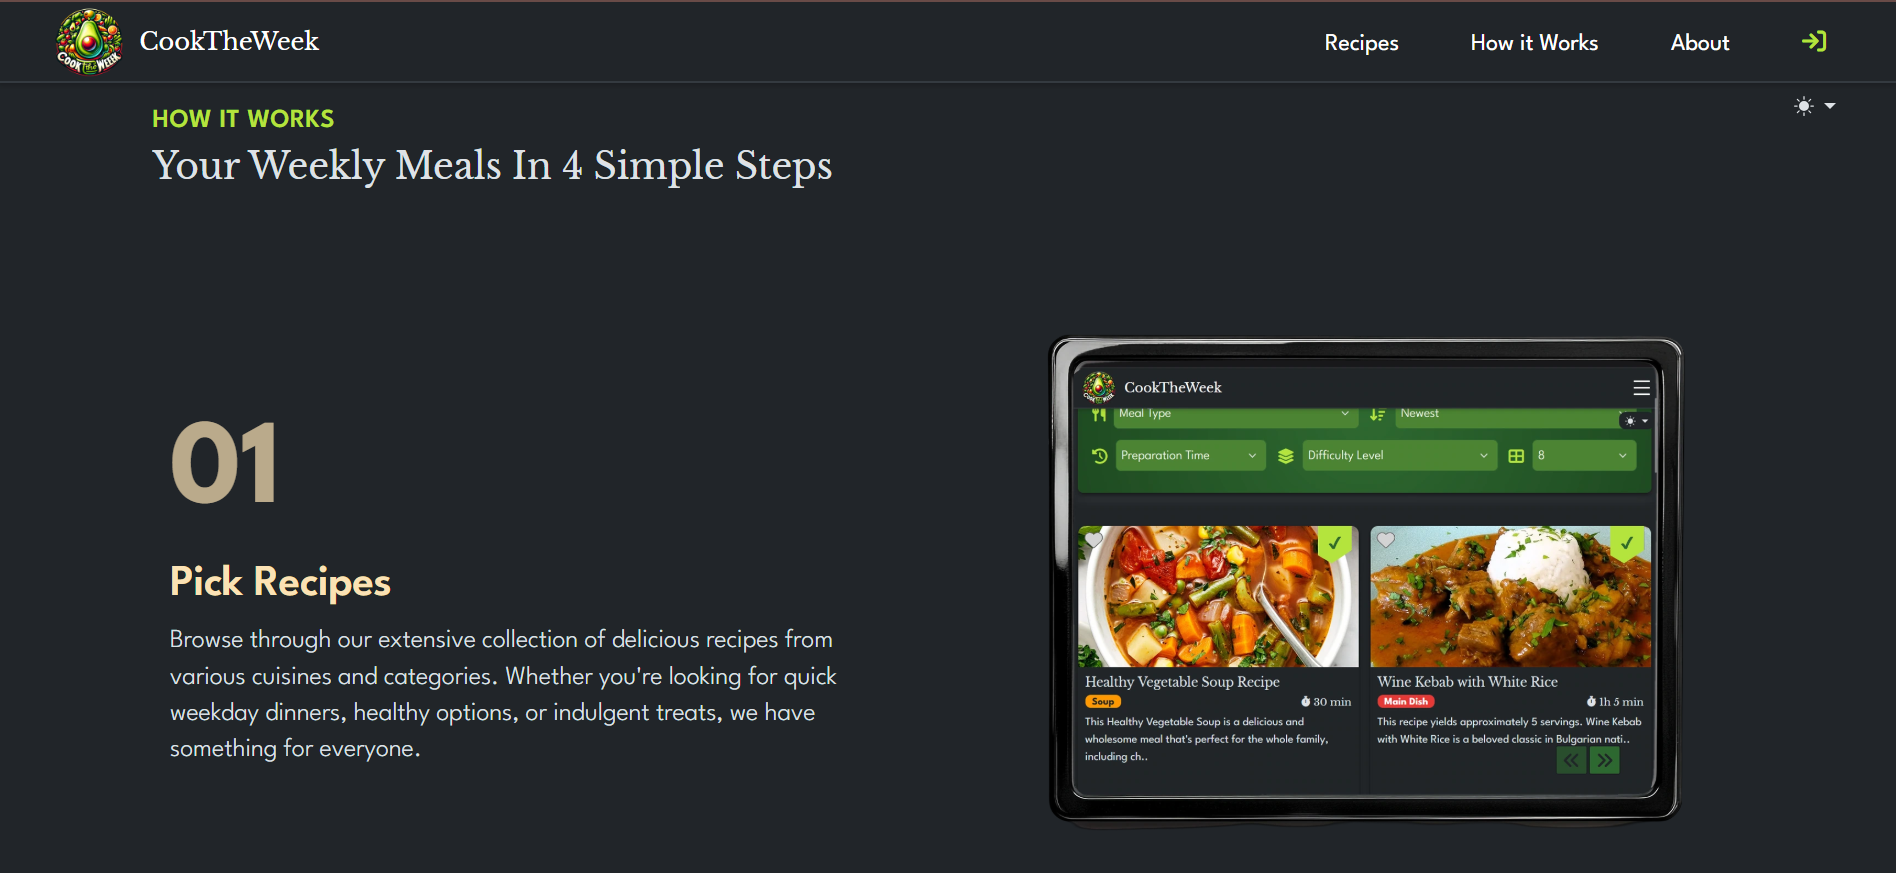 CookTheWeek
COOK the WEEK
Recipes
How it Works
About
HOW IT WORKS
Your Weekly Meals In 4 Simple Steps
01
Pick Recipes
Browse through our extensive collection of delicious recipes from
various cuisines and categories. Whether you're looking for quick
weekday dinners, healthy options, or indulgent treats, we have
something for everyone.
CookTheWeek
Meal Type
Newest
Preparation Time
Difficulty Level
8
Healthy Vegetable Soup Recipe
Soup
30 min
This Healthy Vegetable Soup is a delicious and
wholesome meal that's perfect for the whole family,
including ch..
Wine Kebab with White Rice
Main Dish
1h 5 min
This recipe yields approximately 5 servings. Wine Kebab
with White Rice is a beloved classic in Bulgarian nati..